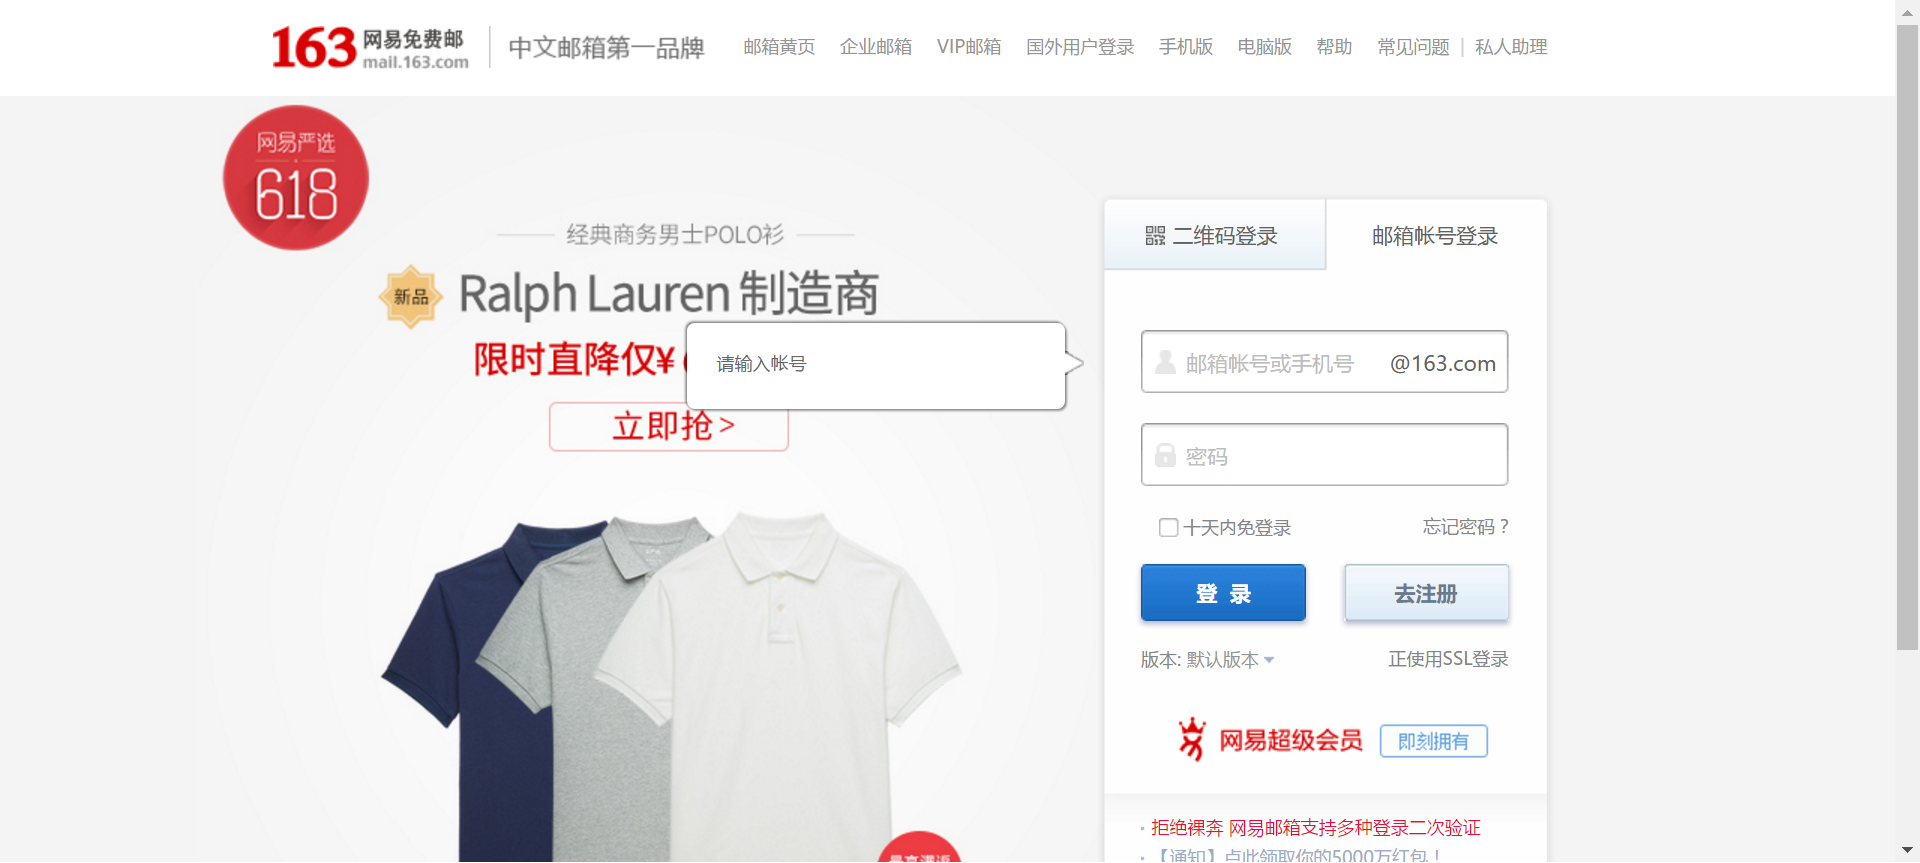 163 网易免费邮 mail.163.com 中文邮箱第一品牌 邮箱黄页 企业邮箱 VIP邮箱 国外用户登录 手机版 电脑版 帮助 常见问题 | 私人助理
网易严选
618
经典商务男士POLO衫
新品 Ralph Lauren 制造商
限时直降仅¥
立即抢>
请输入帐号
二维码登录 邮箱帐号登录
邮箱帐号或手机号 @163.com
密码
十天内免登录 忘记密码?
登 录 去注册
版本: 默认版本 正使用SSL登录
网易超级会员 即刻拥有
· 拒绝裸奔 网易邮箱支持多种登录二次验证
· 【通知】点此领取你的5000万红包!